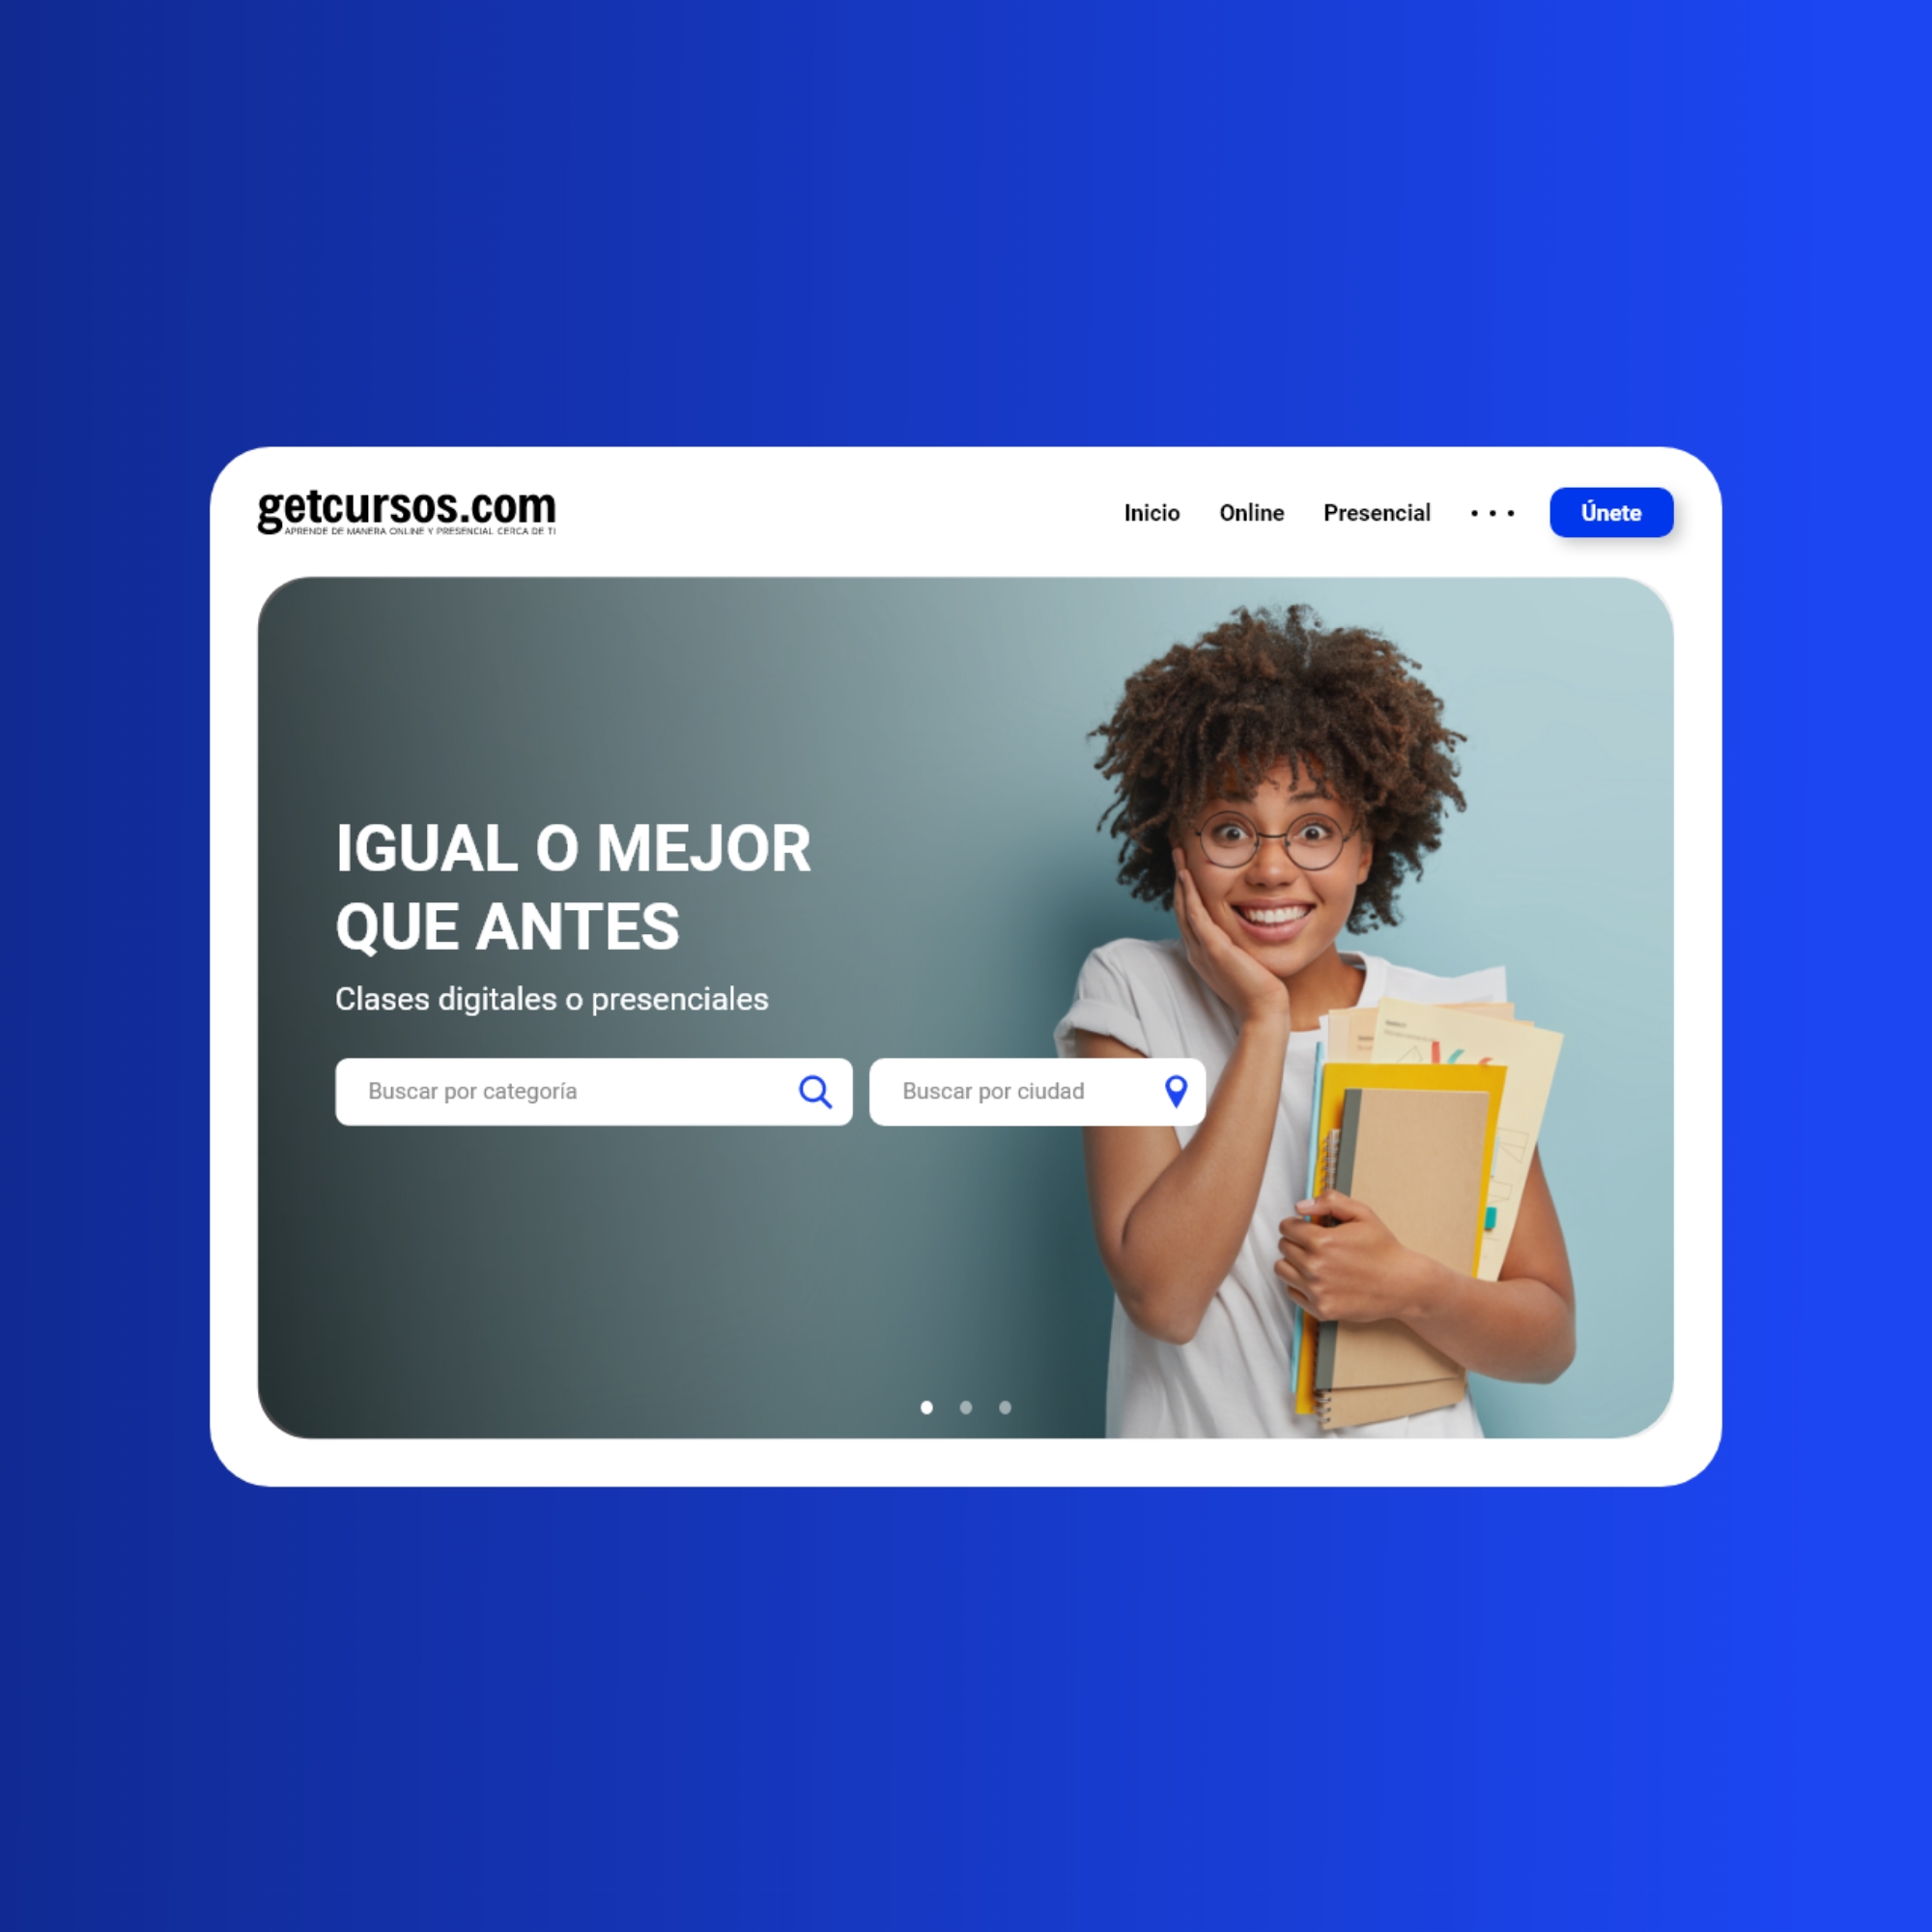 getcursos.com
APRENDE DE MANERA ONLINE Y PRESENCIAL CERCA DE TI
Inicio Online Presencial • • • Únete
IGUAL O MEJOR
QUE ANTES
Clases digitales o presenciales
Buscar por categoría Buscar por ciudad